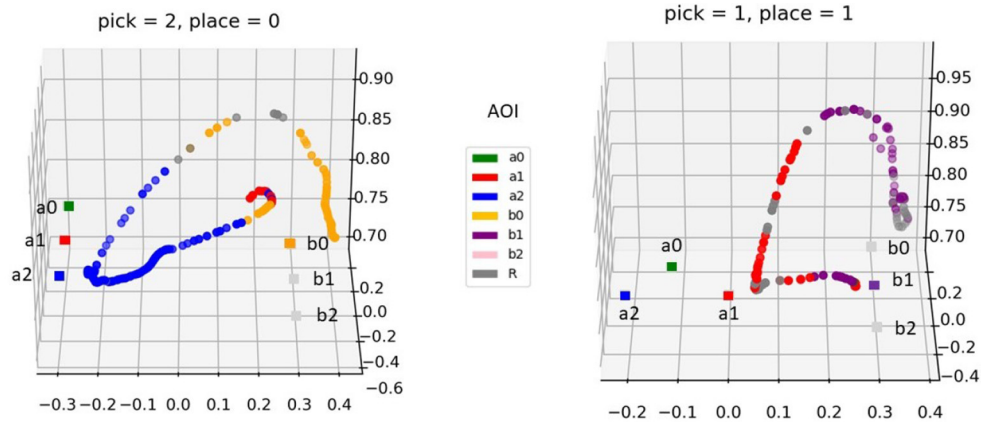 pick = 2, place = 0
0.90
0.85
0.80
0.75
0.70
0.2
0.0
−0.2
−0.4
−0.6
a0
a1
a2
b0
b1
b2
−0.3 −0.2 −0.1 0.0 0.1 0.2 0.3 0.4
AOI
a0
a1
a2
b0
b1
b2
R
pick = 1, place = 1
0.95
0.90
0.85
0.80
0.75
0.70
0.2
0.0
−0.2
−0.4
a0
a2
a1
b0
b1
b2
−0.2 −0.1 0.0 0.1 0.2 0.3 0.4